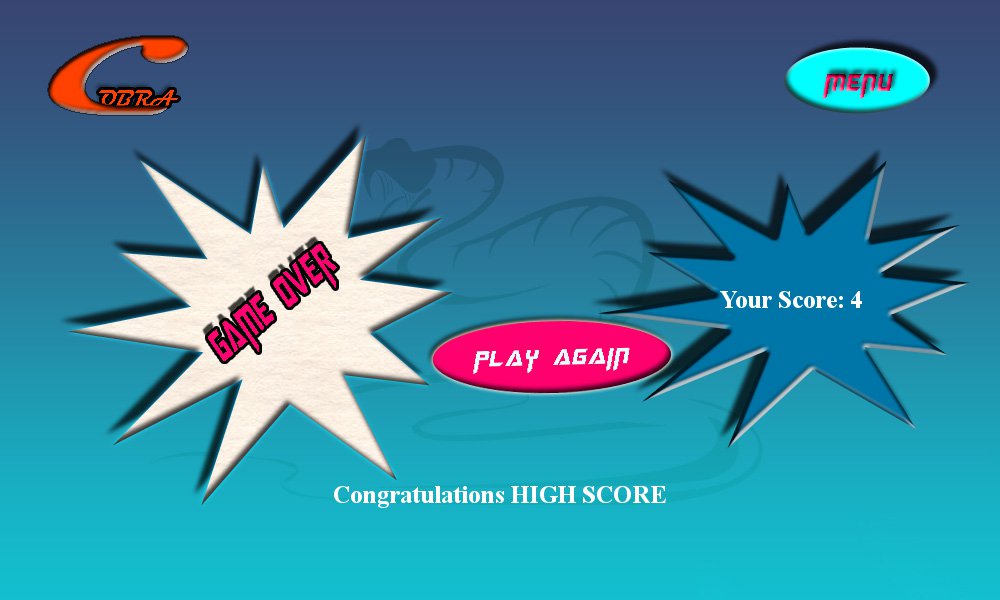 COBRA
MENU
GAME OVER
Your Score: 4
PLAY AGAIN
Congratulations HIGH SCORE